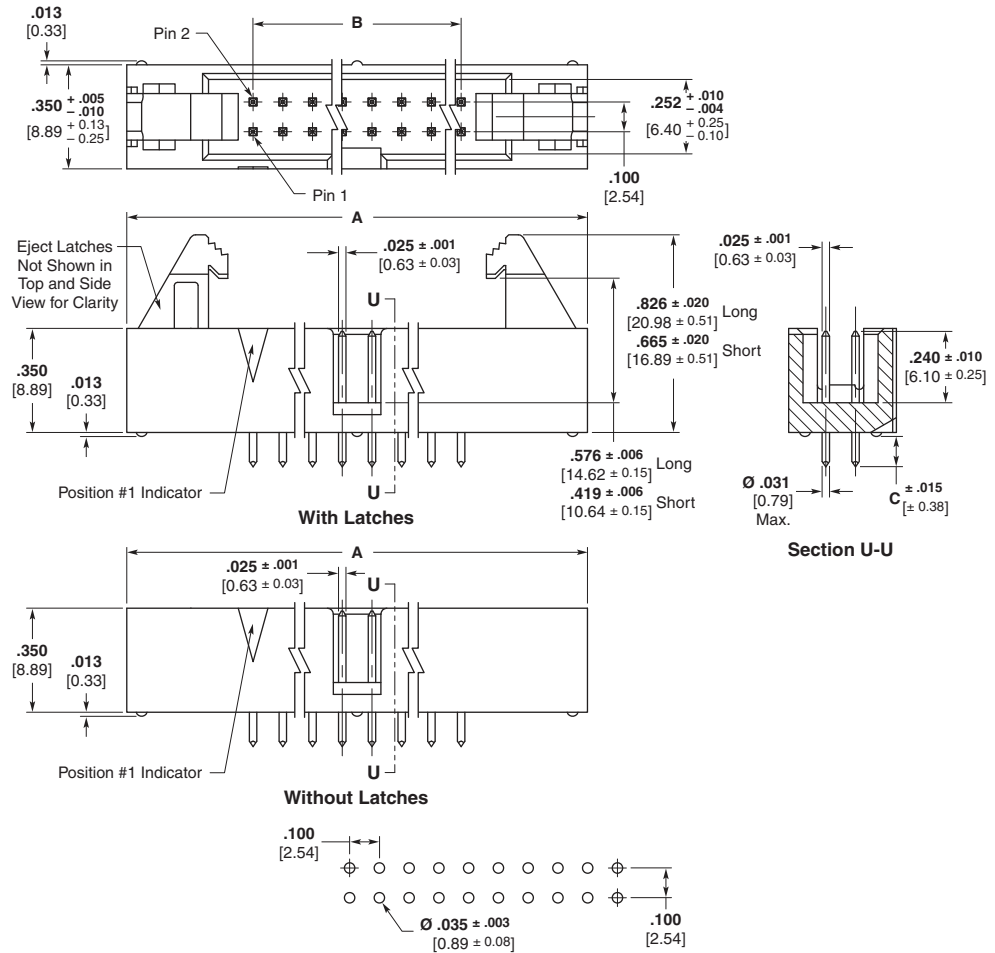 .013
[0.33]
Pin 2
B
.350 + .005 - .010
[8.89 + 0.13 - 0.25]
.252 + .010 - .004
[6.40 + 0.25 - 0.10]
.100
[2.54]
Pin 1
A
Eject Latches
Not Shown in
Top and Side
View for Clarity
.025 ± .001
[0.63 ± 0.03]
U
.826 ± .020
[20.98 ± 0.51] Long
.665 ± .020
[16.89 ± 0.51] Short
.025 ± .001
[0.63 ± 0.03]
.350
[8.89]
.013
[0.33]
.240 ± .010
[6.10 ± 0.25]
.576 ± .006
[14.62 ± 0.15] Long
.419 ± .006
[10.64 ± 0.15] Short
Position #1 Indicator
U
With Latches
Ø .031
[0.79]
Max.
C ± .015
[± 0.38]
Section U-U
A
.025 ± .001
[0.63 ± 0.03]
U
.350
[8.89]
.013
[0.33]
Position #1 Indicator
U
Without Latches
.100
[2.54]
Ø .035 ± .003
[0.89 ± 0.08]
.100
[2.54]